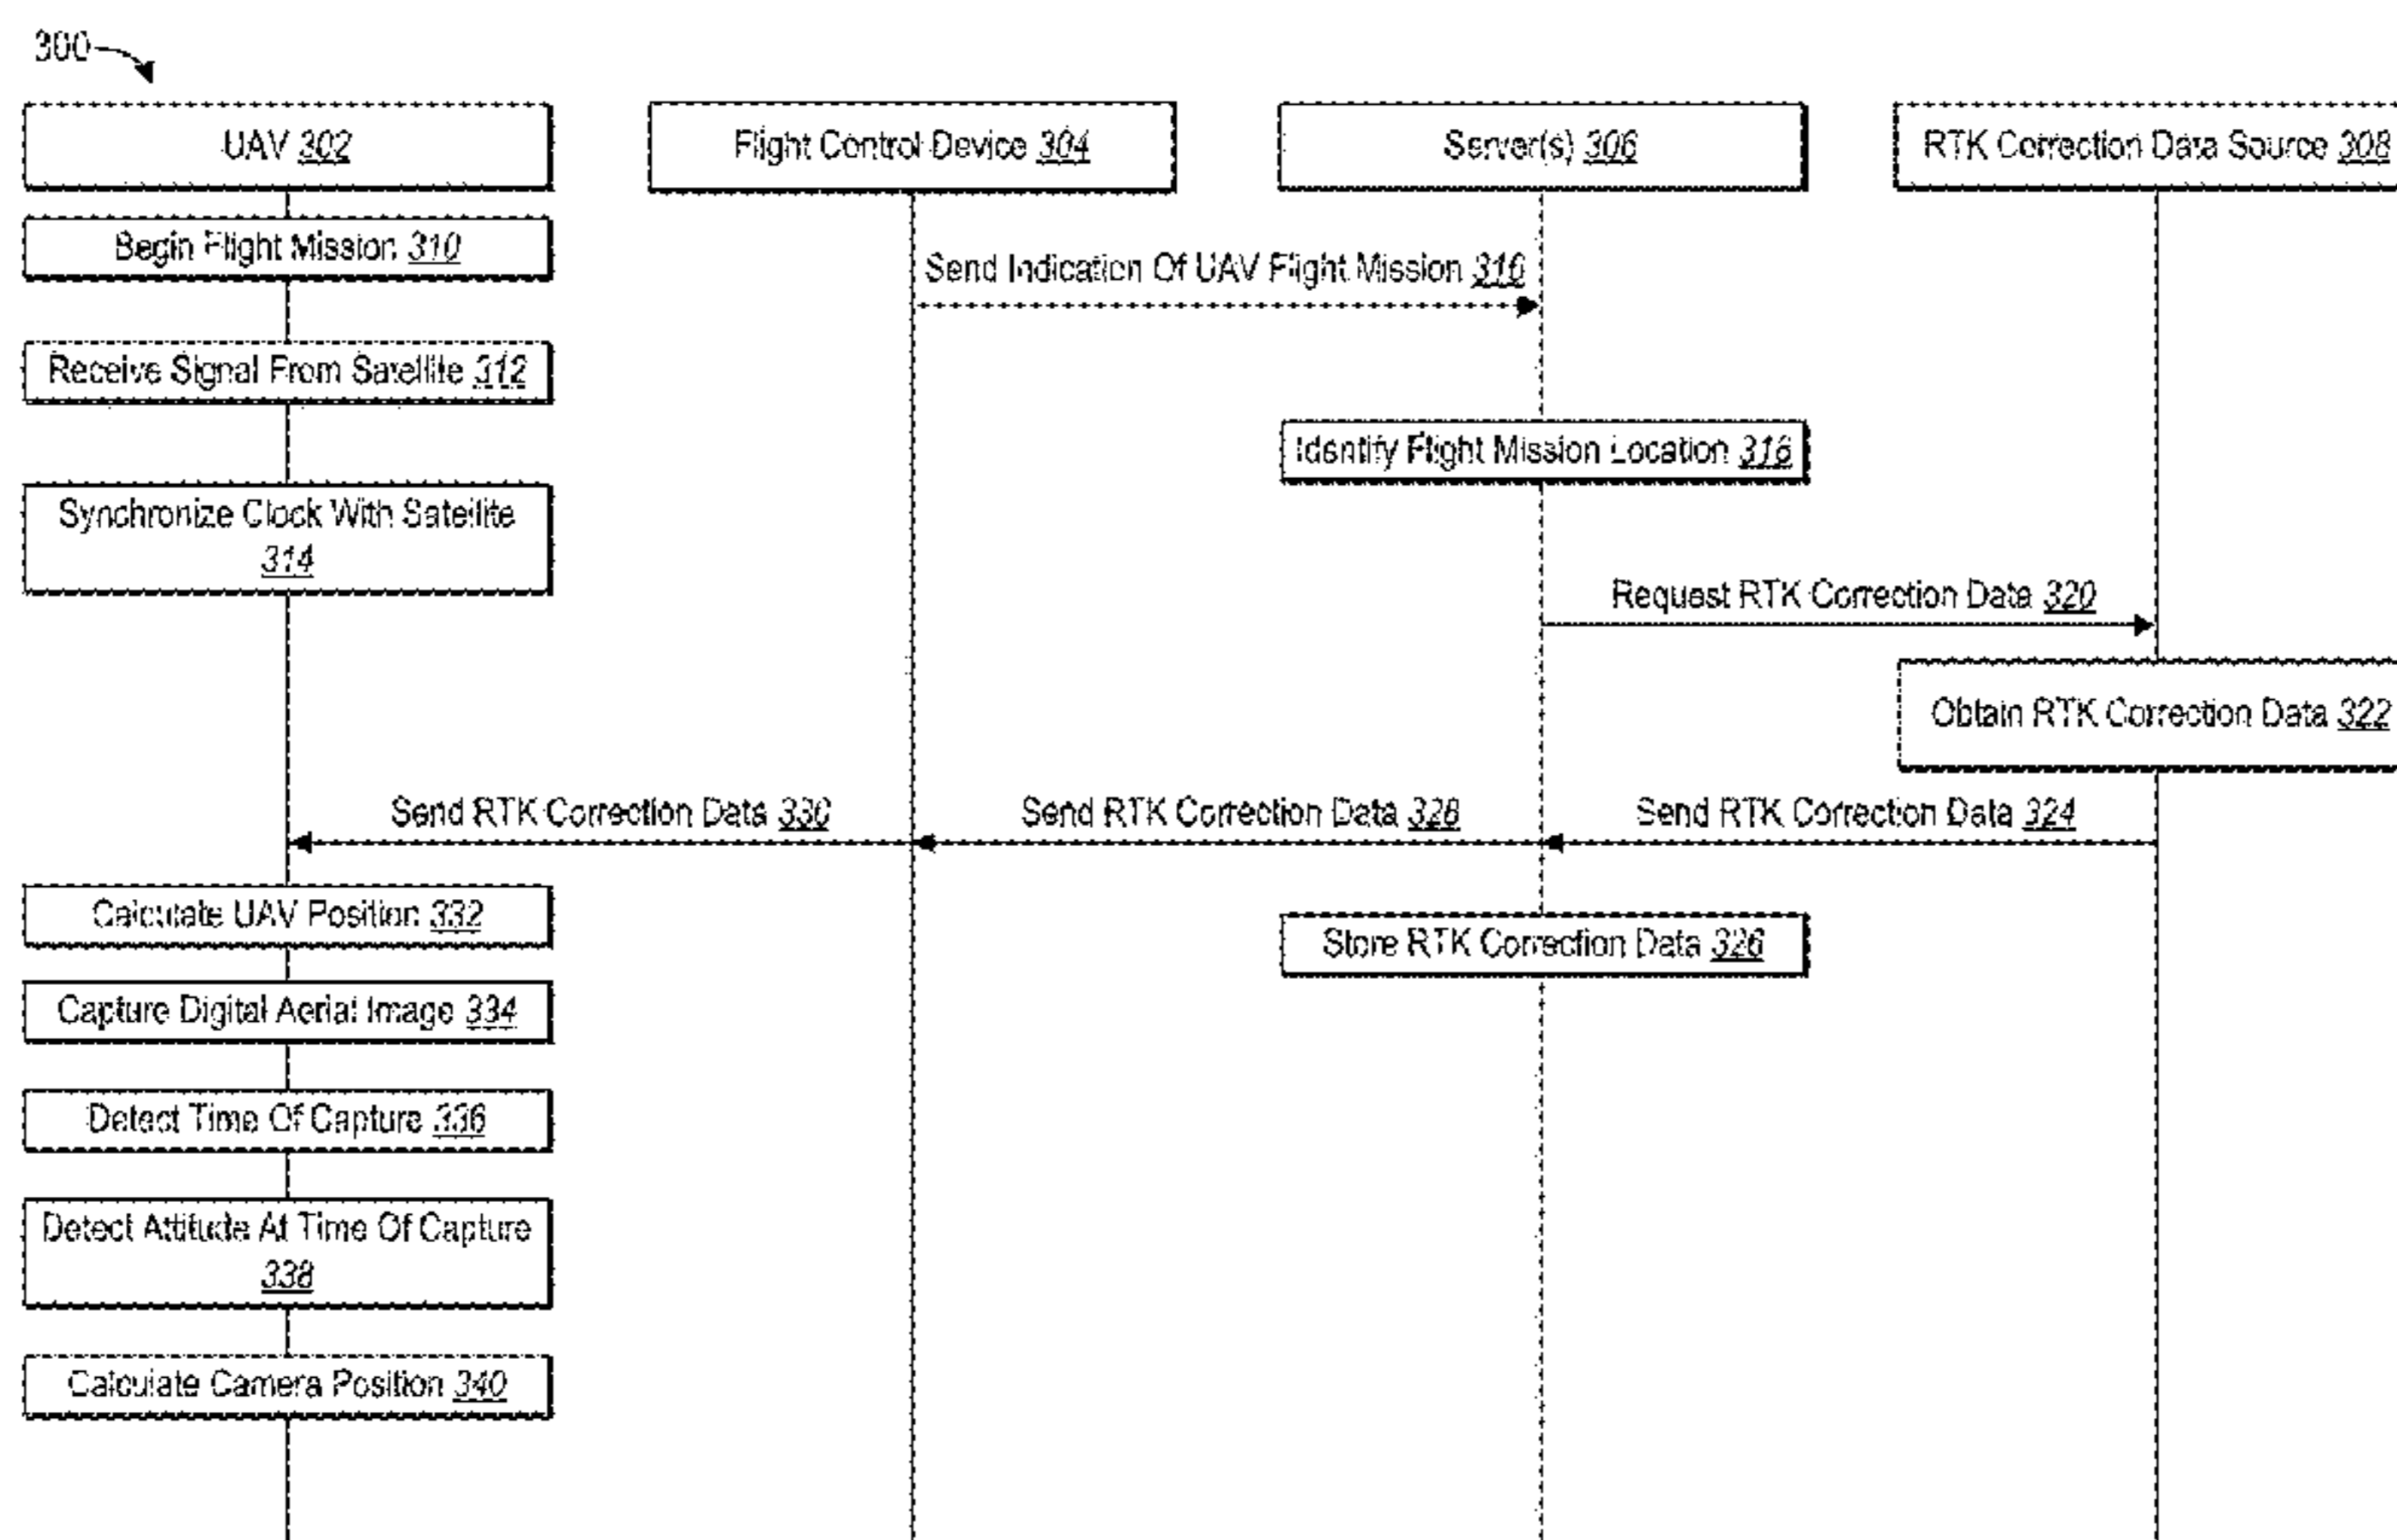 300
UAV 302
Flight Control Device 304
Server(s) 306
RTK Correction Data Source 308
Begin Flight Mission 310
Send Indication Of UAV Flight Mission 316
Receive Signal From Satellite 312
Identify Flight Mission Location 318
Synchronize Clock With Satellite
314
Request RTK Correction Data 320
Obtain RTK Correction Data 322
Send RTK Correction Data 330
Send RTK Correction Data 328
Send RTK Correction Data 324
Calculate UAV Position 332
Store RTK Correction Data 326
Capture Digital Aerial Image 334
Detect Time Of Capture 336
Detect Attitude At Time Of Capture
338
Calculate Camera Position 340